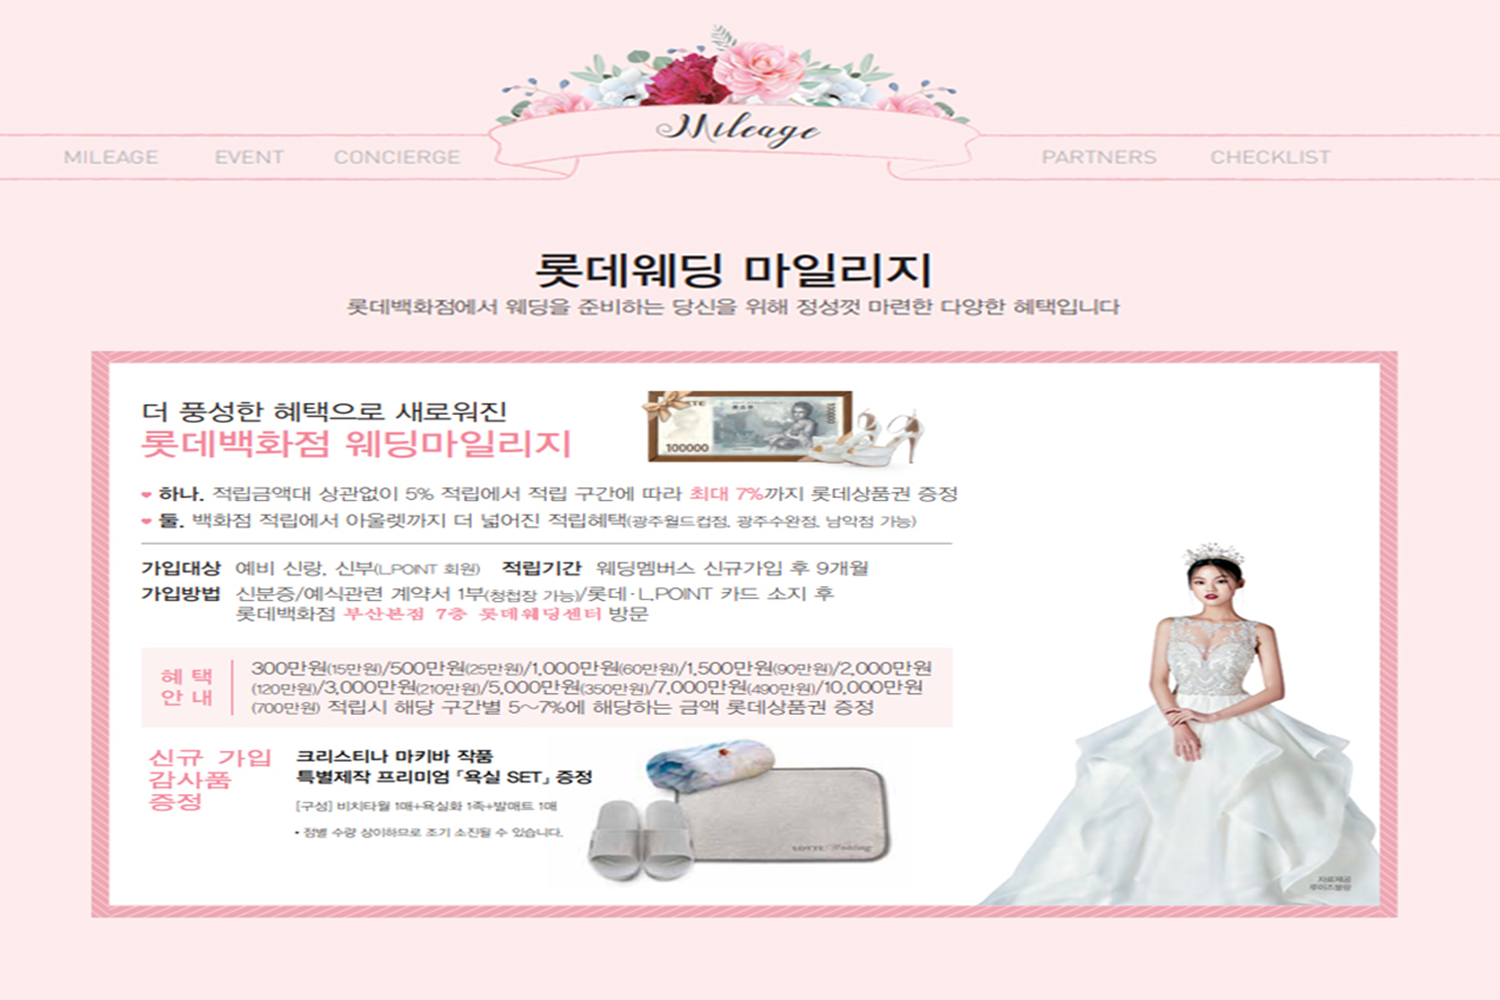 Mileage
MILEAGE EVENT CONCIERGE PARTNERS CHECKLIST
롯데웨딩 마일리지
롯데백화점에서 웨딩을 준비하는 당신을 위해 정성껏 마련한 다양한 혜택입니다
더 풍성한 혜택으로 새로워진
롯데백화점 웨딩마일리지
100000
100000
하나. 적립금액대 상관없이 5% 적립에서 적립 구간에 따라 최대 7%까지 롯데상품권 증정
둘. 백화점 적립에서 아울렛까지 더 넓어진 적립혜택(광주월드컵점, 광주수완점, 남악점 가능)
가입대상 예비 신랑, 신부(L.POINT 회원) 적립기간 웨딩멤버스 신규가입 후 9개월
가입방법 신분증/예식관련 계약서 1부(청첩장 가능)/롯데·L.POINT 카드 소지 후
롯데백화점 부산본점 7층 롯데웨딩센터 방문
혜택
안내
300만원(15만원)/500만원(25만원)/1,000만원(60만원)/1,500만원(90만원)/2,000만원
(120만원)/3,000만원(210만원)/5,000만원(350만원)/7,000만원(490만원)/10,000만원
(700만원) 적립시 해당 구간별 5~7%에 해당하는 금액 롯데상품권 증정
신규 가입
감사품
증정
크리스티나 마키바 작품
특별제작 프리미엄 「욕실 SET」 증정
[구성] 비치타월 1매+욕실화 1족+발매트 1매
• 점별 수량 상이하므로 조기 소진될 수 있습니다.
LOTTE Wedding
자료제공